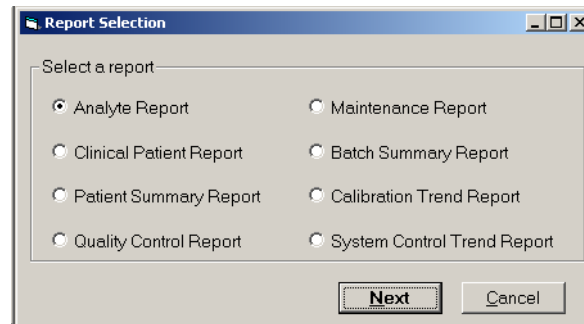 Report Selection
Select a report
Analyte Report
Maintenance Report
Clinical Patient Report
Batch Summary Report
Patient Summary Report
Calibration Trend Report
Quality Control Report
System Control Trend Report
Next
Cancel